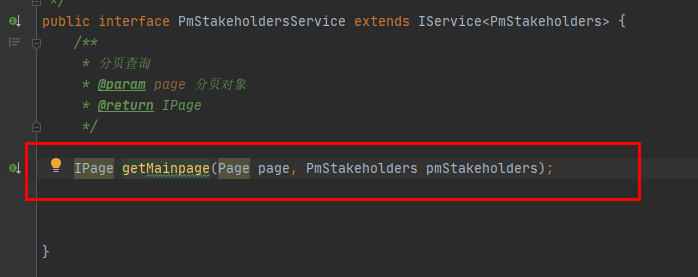 */
public interface PmStakeholdersService extends IService<PmStakeholders> {
/**
* 分页查询
* @param page 分页对象
* @return IPage
*/
IPage getMainpage(Page page, PmStakeholders pmStakeholders);
}